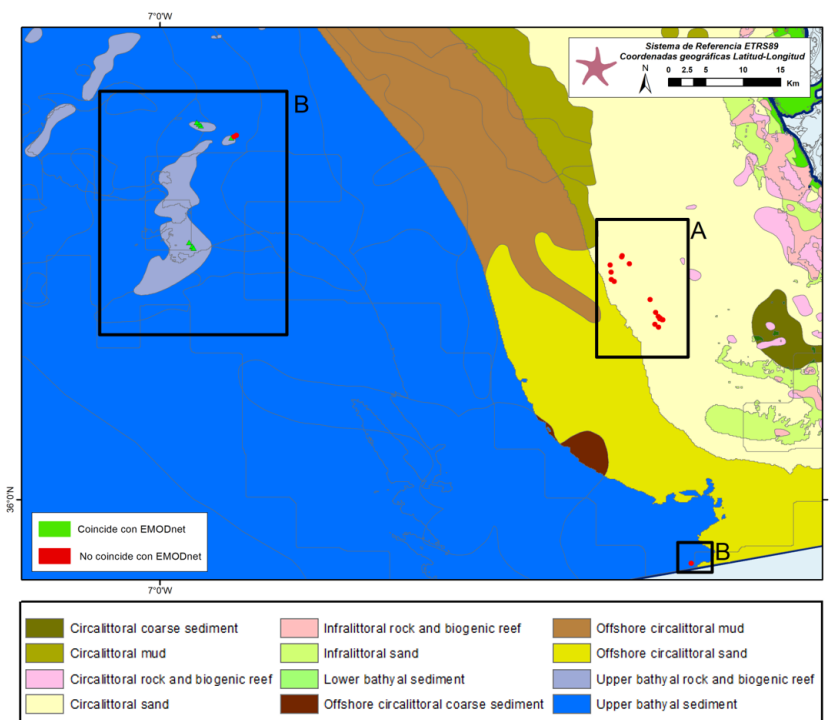 7°0'W
Sistema de Referencia ETRS89
Coordenadas geográficas Latitud-Longitud
N
0 2.5 5 10 15
Km
B
A
36°0'N
Coincide con EMODnet
No coincide con EMODnet
B
7°0'W
Circalittoral coarse sediment
Circalittoral mud
Circalittoral rock and biogenic reef
Circalittoral sand
Infralittoral rock and biogenic reef
Infralittoral sand
Lower bathyal sediment
Offshore circalittoral coarse sediment
Offshore circalittoral mud
Offshore circalittoral sand
Upper bathyal rock and biogenic reef
Upper bathyal sediment